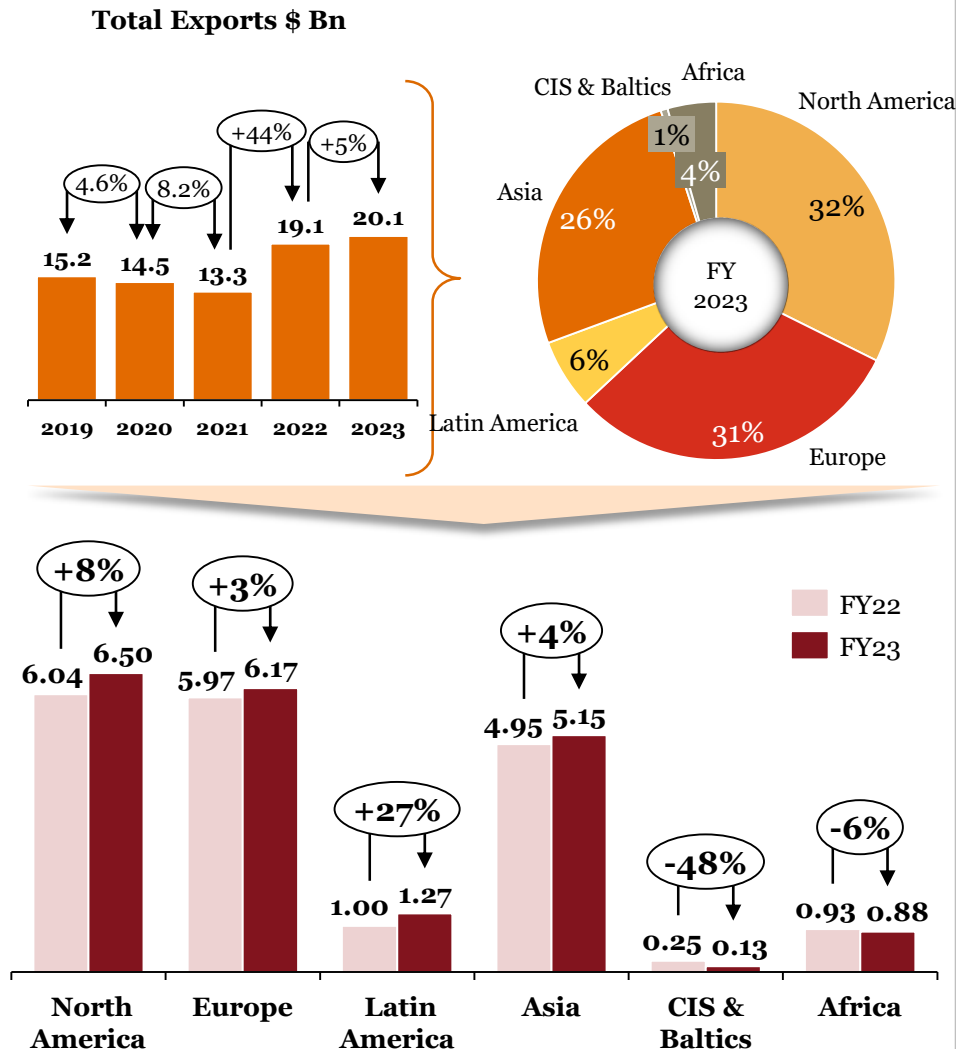 Total Exports $ Bn
4.6%
8.2%
+44%
+5%
15.2
14.5
13.3
19.1
20.1
2019
2020
2021
2022
2023
CIS & Baltics
Africa
North America
Asia
1%
4%
26%
32%
FY
2023
6%
Latin America
31%
Europe
+8%
+3%
+4%
+27%
-48%
-6%
FY22
FY23
6.04
6.50
5.97
6.17
1.00
1.27
4.95
5.15
0.25
0.13
0.93
0.88
North
America
Europe
Latin
America
Asia
CIS &
Baltics
Africa